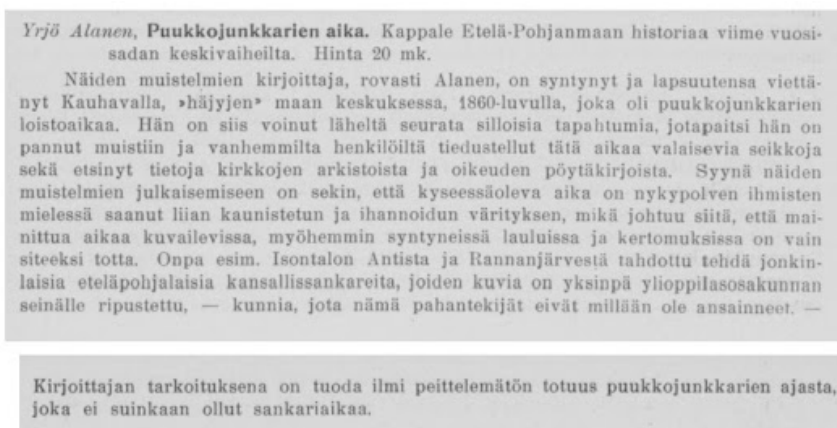 Yrjö Alanen, Puukkojunkkarien aika. Kappale Etelä-Pohjanmaan historiaa viime vuosi-
sadan keskivaiheilta. Hinta 20 mk.
Näiden muistelmien kirjoittaja, rovasti Alanen, on syntynyt ja lapsuutensa viettä-
nyt Kauhavalla, »häjyjen» maan keskuksessa, 1860-luvulla, joka oli puukkojunkkarien
loistoaikaa. Hän on siis voinut läheltä seurata silloisia tapahtumia, jotapaitsi hän on
pannut muistiin ja vanhemmilta henkilöiltä tiedustellut tätä aikaa valaisevia seikkoja
sekä etsinyt tietoja kirkkojen arkistoista ja oikeuden pöytäkirjoista. Syynä näiden
muistelmien julkaisemiseen on sekin, että kyseessäoleva aika on nykypolven ihmisten
mielessä saanut liian kaunistetun ja ihannoidun värityksen, mikä johtuu siitä, että mai-
nittua aikaa kuvailevissa, myöhemmin syntyneissä lauluissa ja kertomuksissa on vain
siteeksi totta. Onpa esim. Isontalon Antista ja Rannanjärvestä tahdottu tehdä jonkin-
laisia eteläpohjalaisia kansallissankareita, joiden kuvia on yksinpä ylioppilasosakunnan
seinälle ripustettu, — kunnia, jota nämä pahantekijät eivät millään ole ansainneet. —
Kirjoittajan tarkoituksena on tuoda ilmi peittelemätön totuus puukkojunkkarien ajasta,
joka ei suinkaan ollut sankariaikaa.